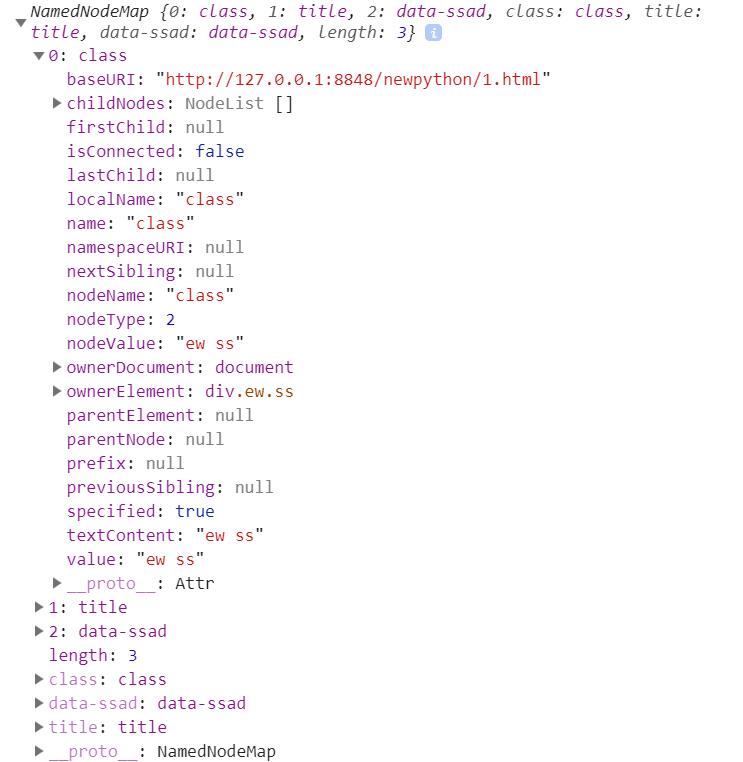 NamedNodeMap {0: class, 1: title, 2: data-ssad, class: class, title:
title, data-ssad: data-ssad, length: 3} i
0: class
baseURI: "http://127.0.0.1:8848/newpython/1.html"
childNodes: NodeList []
firstChild: null
isConnected: false
lastChild: null
localName: "class"
name: "class"
namespaceURI: null
nextSibling: null
nodeName: "class"
nodeType: 2
nodeValue: "ew ss"
ownerDocument: document
ownerElement: div.ew.ss
parentElement: null
parentNode: null
prefix: null
previousSibling: null
specified: true
textContent: "ew ss"
value: "ew ss"
__proto__: Attr
1: title
2: data-ssad
length: 3
class: class
data-ssad: data-ssad
title: title
__proto__: NamedNodeMap